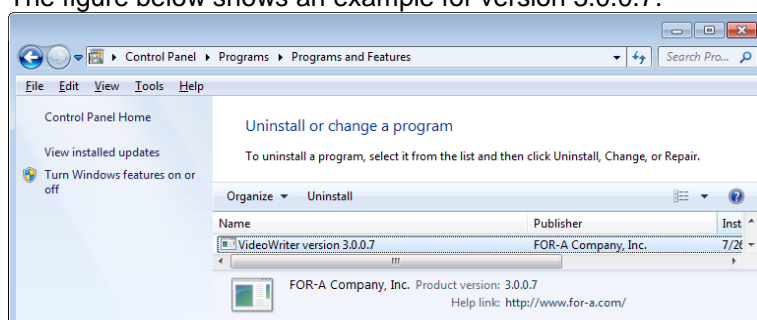 The figure below shows an example for version 3.0.0.7.
Control Panel Programs Programs and Features Search Pro...
File Edit View Tools Help
Control Panel Home
Uninstall or change a program
View installed updates
To uninstall a program, select it from the list and then click Uninstall, Change, or Repair.
Turn Windows features on or
off
Organize Uninstall
Name Publisher Inst
VideoWriter version 3.0.0.7 FOR-A Company, Inc. 7/26
FOR-A Company, Inc. Product version: 3.0.0.7
Help link: http://www.for-a.com/